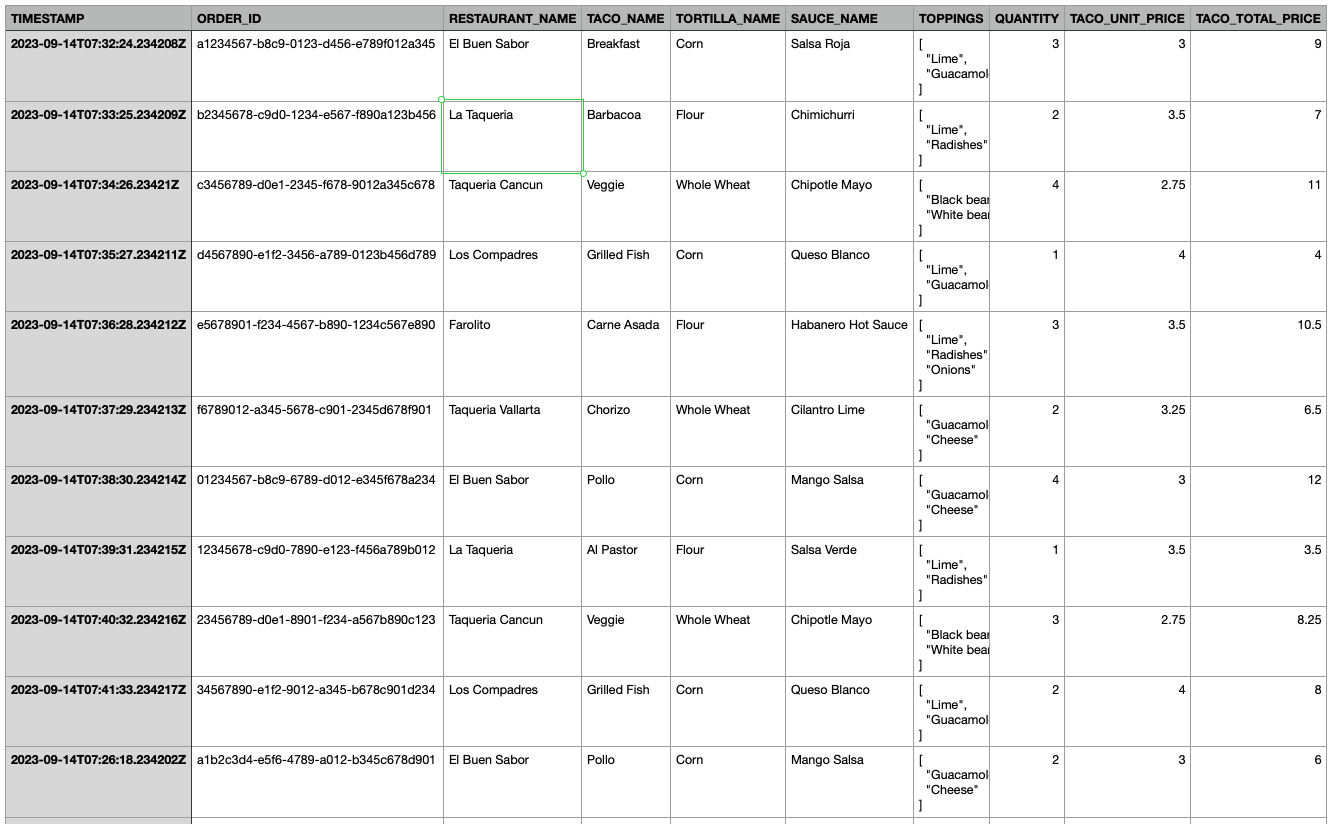 TIMESTAMP ORDER_ID RESTAURANT_NAME TACO_NAME TORTILLA_NAME SAUCE_NAME TOPPINGS QUANTITY TACO_UNIT_PRICE TACO_TOTAL_PRICE
2023-09-14T07:32:24.234208Z a1234567-b8c9-0123-d456-e789f012a345 El Buen Sabor Breakfast Corn Salsa Roja [ 3 3 9
"Lime",
"Guacamol
]
2023-09-14T07:33:25.234209Z b2345678-c9d0-1234-e567-f890a123b456 La Taqueria Barbacoa Flour Chimichurri [ 2 3.5 7
"Lime",
"Radishes"
]
2023-09-14T07:34:26.23421Z c3456789-d0e1-2345-f678-9012a345c678 Taqueria Cancun Veggie Whole Wheat Chipotle Mayo [ 4 2.75 11
"Black bear
"White bear
]
2023-09-14T07:35:27.234211Z d4567890-e1f2-3456-a789-0123b456d789 Los Compadres Grilled Fish Corn Queso Blanco [ 1 4 4
"Lime",
"Guacamol
]
2023-09-14T07:36:28.234212Z e5678901-f234-4567-b890-1234c567e890 Farolito Carne Asada Flour Habanero Hot Sauce [ 3 3.5 10.5
"Lime",
"Radishes"
"Onions"
]
2023-09-14T07:37:29.234213Z f6789012-a345-5678-c901-2345d678f901 Taqueria Vallarta Chorizo Whole Wheat Cilantro Lime [ 2 3.25 6.5
"Guacamol
"Cheese"
]
2023-09-14T07:38:30.234214Z 01234567-b8c9-6789-d012-e345f678a234 El Buen Sabor Pollo Corn Mango Salsa [ 4 3 12
"Guacamol
"Cheese"
]
2023-09-14T07:39:31.234215Z 12345678-c9d0-7890-e123-f456a789b012 La Taqueria Al Pastor Flour Salsa Verde [ 1 3.5 3.5
"Lime",
"Radishes"
]
2023-09-14T07:40:32.234216Z 23456789-d0e1-8901-f234-a567b890c123 Taqueria Cancun Veggie Whole Wheat Chipotle Mayo [ 3 2.75 8.25
"Black bear
"White bear
]
2023-09-14T07:41:33.234217Z 34567890-e1f2-9012-a345-b678c901d234 Los Compadres Grilled Fish Corn Queso Blanco [ 2 4 8
"Lime",
"Guacamol
]
2023-09-14T07:26:18.234202Z a1b2c3d4-e5f6-4789-a012-b345c678d901 El Buen Sabor Pollo Corn Mango Salsa [ 2 3 6
"Guacamol
"Cheese"
]